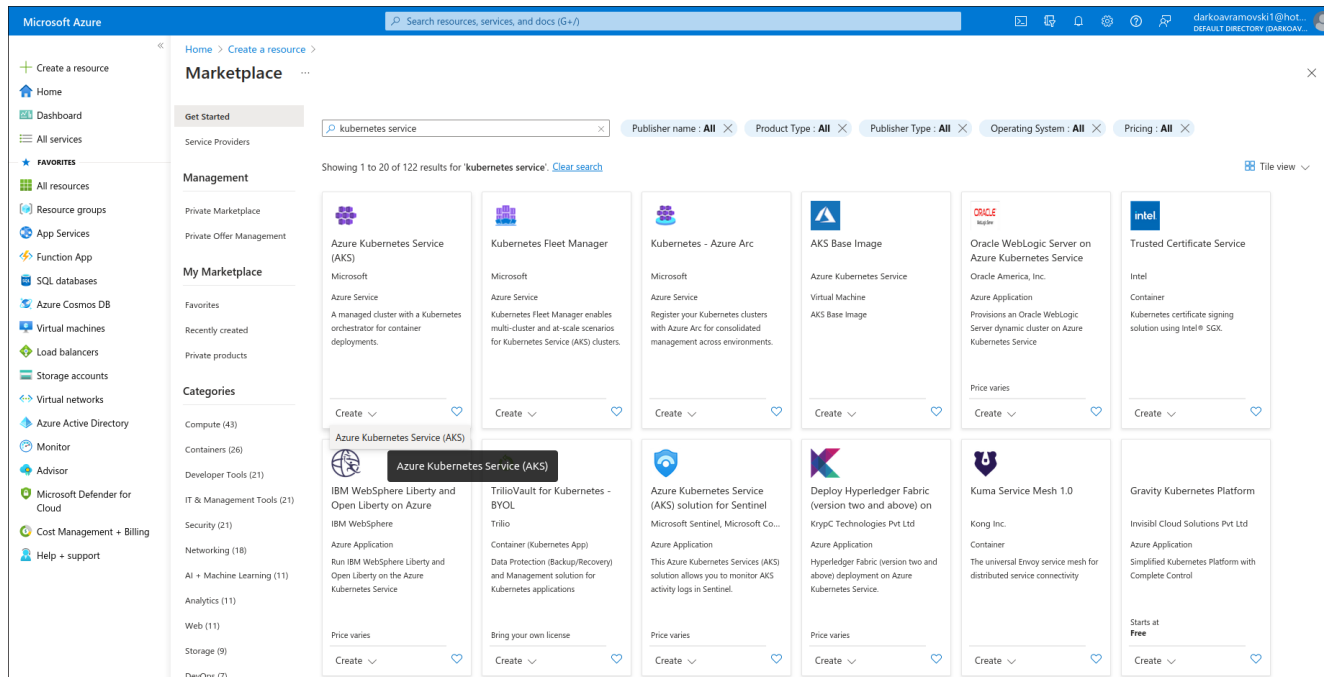 Microsoft Azure
Search resources, services, and docs (G+/)
darkoavramovski1@hot...
DEFAULT DIRECTORY (DARKOAV...
«
Create a resource
Home
Dashboard
All services
FAVORITES
All resources
Resource groups
App Services
Function App
SQL databases
Azure Cosmos DB
Virtual machines
Load balancers
Storage accounts
Virtual networks
Azure Active Directory
Monitor
Advisor
Microsoft Defender for
Cloud
Cost Management + Billing
Help + support
Home > Create a resource >
Marketplace ...
Get Started
Service Providers
Management
Private Marketplace
Private Offer Management
My Marketplace
Favorites
Recently created
Private products
Categories
Compute (43)
Containers (26)
Developer Tools (21)
IT & Management Tools (21)
Security (21)
Networking (18)
AI + Machine Learning (11)
Analytics (11)
Web (11)
Storage (9)
DevOps (7)
kubernetes service
Publisher name : All
Product Type : All
Publisher Type : All
Operating System : All
Pricing : All
Showing 1 to 20 of 122 results for 'kubernetes service'. Clear search
Tile view
Azure Kubernetes Service
(AKS)
Microsoft
Azure Service
A managed cluster with a Kubernetes
orchestrator for container
deployments.
Create
Kubernetes Fleet Manager
Microsoft
Azure Service
Kubernetes Fleet Manager enables
multi-cluster and at-scale scenarios
for Kubernetes Service (AKS) clusters.
Create
Kubernetes - Azure Arc
Microsoft
Azure Service
Register your Kubernetes clusters
with Azure Arc for consolidated
management across environments.
Create
AKS Base Image
Azure Kubernetes Service
Virtual Machine
AKS Base Image
Create
ORACLE
Oracle WebLogic Server on
Azure Kubernetes Service
Oracle America, Inc.
Azure Application
Provisions an Oracle WebLogic
Server dynamic cluster on Azure
Kubernetes Service
Price varies
Create
intel
Trusted Certificate Service
Intel
Container
Kubernetes certificate signing
solution using Intel® SGX.
Create
Azure Kubernetes Service (AKS)
Azure Kubernetes Service (AKS)
IBM WebSphere Liberty and
Open Liberty on Azure
IBM WebSphere
Azure Application
Run IBM WebSphere Liberty and
Open Liberty on the Azure
Kubernetes Service
Price varies
Create
TrilioVault for Kubernetes -
BYOL
Trilio
Container (Kubernetes App)
Data Protection (Backup/Recovery)
and Management solution for
Kubernetes applications
Bring your own license
Create
Azure Kubernetes Service
(AKS) solution for Sentinel
Microsoft Sentinel, Microsoft Co...
Azure Application
This Azure Kubernetes Services (AKS)
solution allows you to monitor AKS
activity logs in Sentinel.
Price varies
Create
Deploy Hyperledger Fabric
(version two and above) on
KrypC Technologies Pvt Ltd
Azure Application
Hyperledger Fabric (version two and
above) deployment on Azure
Kubernetes Service.
Price varies
Create
Kuma Service Mesh 1.0
Kong Inc.
Container
The universal Envoy service mesh for
distributed service connectivity
Create
Gravity Kubernetes Platform
Invisibl Cloud Solutions Pvt Ltd
Azure Application
Simplified Kubernetes Platform with
Complete Control
Starts at
Free
Create